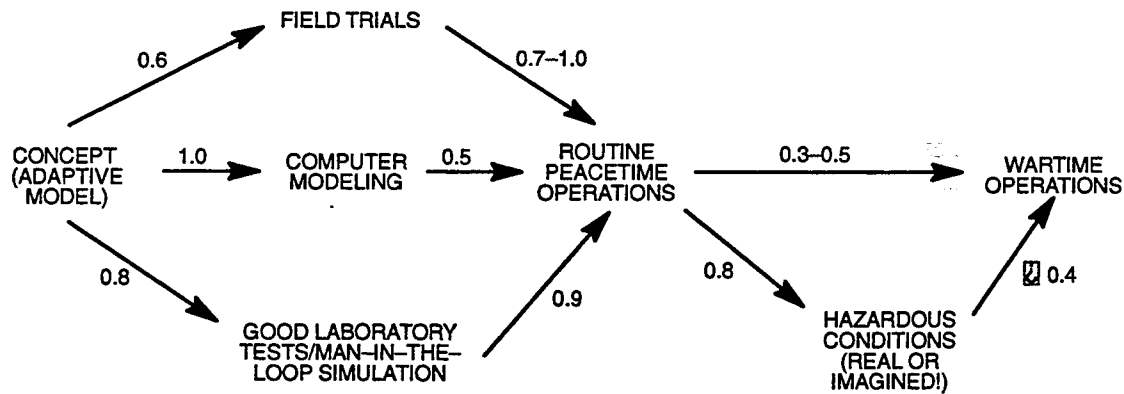 FIELD TRIALS
0.6
0.7–1.0
CONCEPT
(ADAPTIVE
MODEL)
1.0
COMPUTER
MODELING
0.5
ROUTINE
PEACETIME
OPERATIONS
0.3–0.5
WARTIME
OPERATIONS
0.8
0.9
0.8
0.4
GOOD LABORATORY
TESTS/MAN–IN–THE–
LOOP SIMULATION
HAZARDOUS
CONDITIONS
(REAL OR
IMAGINED!)